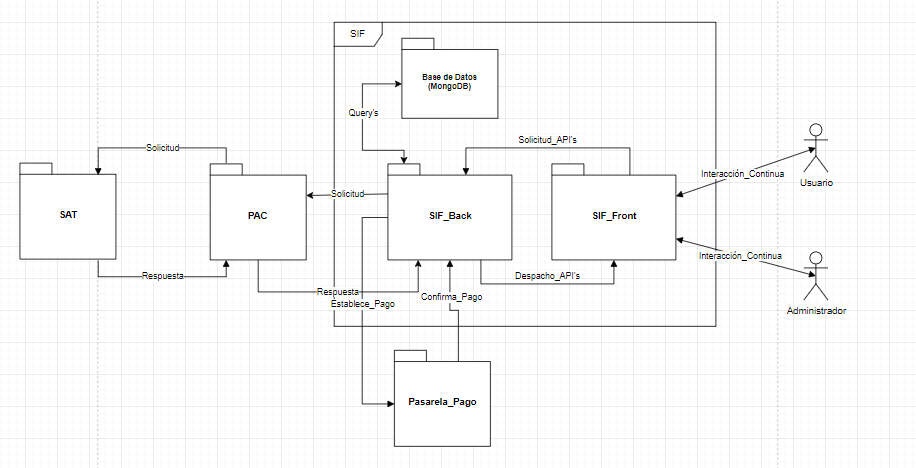 SIF
Base de Datos
(MongoDB)
Query's
Solicitud_API's
Solicitud
Interacción_Continua
Usuario
Solicitud
SAT
PAC
SIF_Back
SIF_Front
Interacción_Continua
Respuesta
Despacho_API's
Respuesta
Confirma_Pago
Establece_Pago
Administrador
Pasarela_Pago